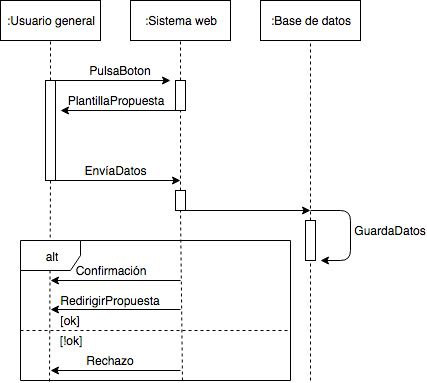 :Usuario general
:Sistema web
:Base de datos
PulsaBoton
PlantillaPropuesta
EnvíaDatos
GuardaDatos
alt
Confirmación
RedirigirPropuesta
[ok]
[!ok]
Rechazo